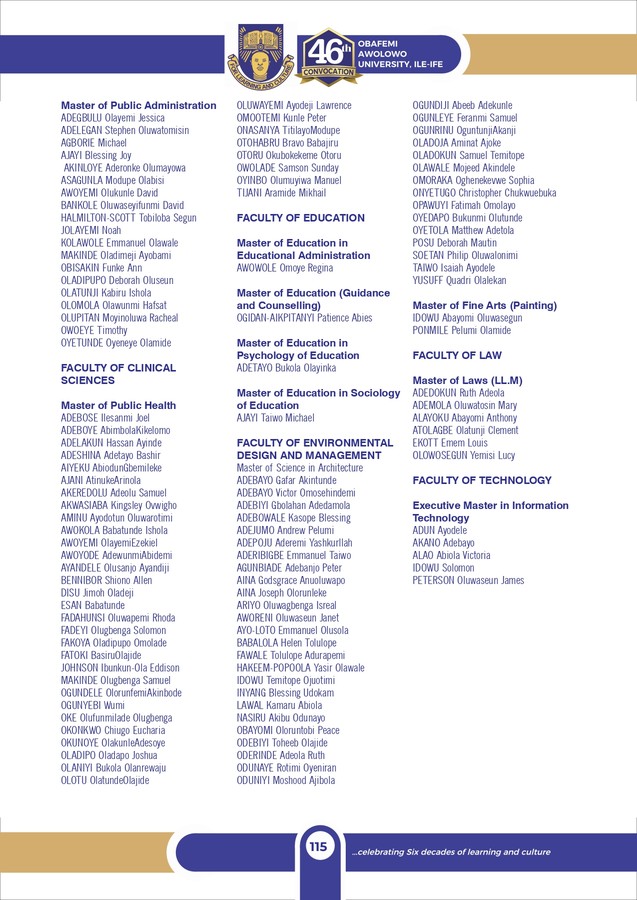 46th
CONVOCATION
FOR LEARNING AND CULTURE
OBAFEMI
AWOLOWO
UNIVERSITY, ILE-IFE
Master of Public Administration
ADEGBULU Olayemi Jessica
ADELEGAN Stephen Oluwatomisin
AGBORIE Michael
AJAYI Blessing Joy
AKINLOYE Aderonke Olumayowa
ASAGUNLA Modupe Olabisi
AWOYEMI Olukunle David
BANKOLE Oluwaseyifunmi David
HALMILTON-SCOTT Tobiloba Segun
JOLAYEMI Noah
KOLAWOLE Emmanuel Olawale
MAKINDE Oladimeji Ayobami
OBISAKIN Funke Ann
OLADIPUPO Deborah Oluseun
OLATUNJI Kabiru Ishola
OLOMOLA Olawunmi Hafsat
OLUPITAN Moyinoluwa Racheal
OWOEYE Timothy
OYETUNDE Oyeneye Olamide
FACULTY OF CLINICAL
SCIENCES
Master of Public Health
ADEBOSE Ilesanmi Joel
ADEBOYE AbimbolaKikelomo
ADELAKUN Hassan Ayinde
ADESHINA Adetayo Bashir
AIYEKU AbiodunGbemileke
AJANI AtinukeArinola
AKEREDOLU Adeolu Samuel
AKWASIABA Kingsley Ovwigho
AMINU Ayodotun Oluwarotimi
AWOKOLA Babatunde Ishola
AWOYEMI OlayemiEzekiel
AWOYODE AdewunmiAbidemi
AYANDELE Olusanjo Ayandiji
BENNIBOR Shiono Allen
DISU Jimoh Oladeji
ESAN Babatunde
FADAHUNSI Oluwapemi Rhoda
FADEYI Olugbenga Solomon
FAKOYA Oladipupo Omolade
FATOKI BasiruOlajide
JOHNSON Ibunkun-Ola Eddison
MAKINDE Olugbenga Samuel
OGUNDELE OlorunfemiAkinbode
OGUNYEBI Wumi
OKE Olufunmilade Olugbenga
OKONKWO Chiugo Eucharia
OKUNOYE OlakunleAdesoye
OLADIPO Oladapo Joshua
OLANIYI Bukola Olanrewaju
OLOTU OlatundeOlajide
OLUWAYEMI Ayodeji Lawrence
OMOOTEMI Kunle Peter
ONASANYA TitilayoModupe
OTOHABRU Bravo Babajiru
OTORU Okubokekeme Otoru
OWOLADE Samson Sunday
OYINBO Olumuyiwa Manuel
TIJANI Aramide Mikhail
FACULTY OF EDUCATION
Master of Education in
Educational Administration
AWOWOLE Omoye Regina
Master of Education (Guidance
and Counselling)
OGIDAN-AIKPITANYI Patience Abies
Master of Education in
Psychology of Education
ADETAYO Bukola Olayinka
Master of Education in Sociology
of Education
AJAYI Taiwo Michael
FACULTY OF ENVIRONMENTAL
DESIGN AND MANAGEMENT
Master of Science in Architecture
ADEBAYO Gafar Akintunde
ADEBAYO Victor Omosehindemi
ADEBIYI Gbolahan Adedamola
ADEBOWALE Kasope Blessing
ADEJUMO Andrew Pelumi
ADEPOJU Aderemi YashkurIlah
ADERIBIGBE Emmanuel Taiwo
AGUNBIADE Adebanjo Peter
AINA Godsgrace Anuoluwapo
AINA Joseph Olorunleke
ARIYO Oluwagbenga Isreal
AWORENI Oluwaseun Janet
AYO-LOTO Emmanuel Olusola
BABALOLA Helen Tolulope
FAWALE Tolulope Adurapemi
HAKEEM-POPOOLA Yasir Olawale
IDOWU Temitope Ojuotimi
INYANG Blessing Udokam
LAWAL Kamaru Abiola
NASIRU Akibu Odunayo
OBAYOMI Oloruntobi Peace
ODEBIYI Toheeb Olajide
ODERINDE Adeola Ruth
ODUNAYE Rotimi Oyeniran
ODUNIYI Moshood Ajibola
OGUNDIJI Abeeb Adekunle
OGUNLEYE Feranmi Samuel
OGUNRINU OguntunjiAkanji
OLADOJA Aminat Ajoke
OLADOKUN Samuel Temitope
OLAWALE Mojeed Akindele
OMORAKA Oghenekevwe Sophia
ONYETUGO Christopher Chukwuebuka
OPAWUYI Fatimah Omolayo
OYEDAPO Bukunmi Olutunde
OYETOLA Matthew Adetola
POSU Deborah Mautin
SOETAN Philip Oluwalonimi
TAIWO Isaiah Ayodele
YUSUFF Quadri Olalekan
Master of Fine Arts (Painting)
IDOWU Abayomi Oluwasegun
PONMILE Pelumi Olamide
FACULTY OF LAW
Master of Laws (LL.M)
ADEDOKUN Ruth Adeola
ADEMOLA Oluwatosin Mary
ALAYOKU Abayomi Anthony
ATOLAGBE Olatunji Clement
EKOTT Emem Louis
OLOWOSEGUN Yemisi Lucy
FACULTY OF TECHNOLOGY
Executive Master in Information
Technology
ADUN Ayodele
AKANO Adebayo
ALAO Abiola Victoria
IDOWU Solomon
PETERSON Oluwaseun James
115
...celebrating Six decades of learning and culture